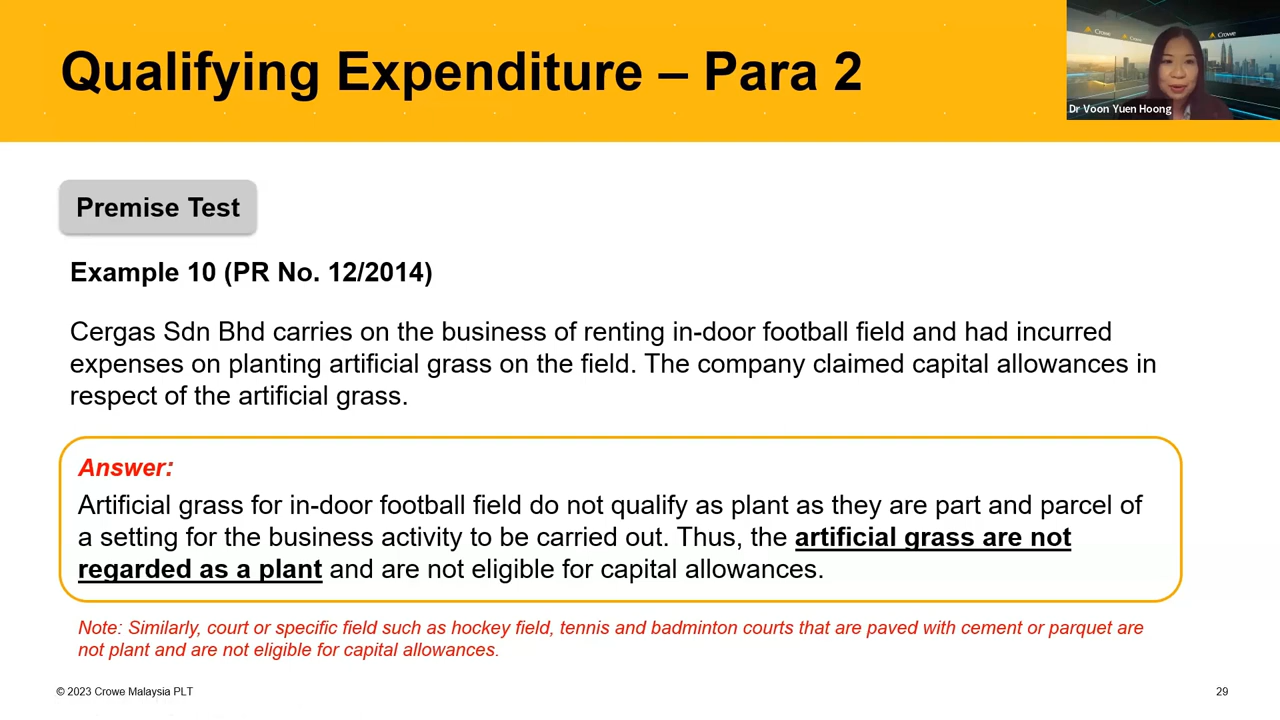 Qualifying Expenditure – Para 2
Crowe
Crowe
Crowe
Dr Voon Yuen Hoong
Premise Test
Example 10 (PR No. 12/2014)
Cergas Sdn Bhd carries on the business of renting in-door football field and had incurred
expenses on planting artificial grass on the field. The company claimed capital allowances in
respect of the artificial grass.
Answer:
Artificial grass for in-door football field do not qualify as plant as they are part and parcel of
a setting for the business activity to be carried out. Thus, the artificial grass are not
regarded as a plant and are not eligible for capital allowances.
Note: Similarly, court or specific field such as hockey field, tennis and badminton courts that are paved with cement or parquet are
not plant and are not eligible for capital allowances.
© 2023 Crowe Malaysia PLT
29